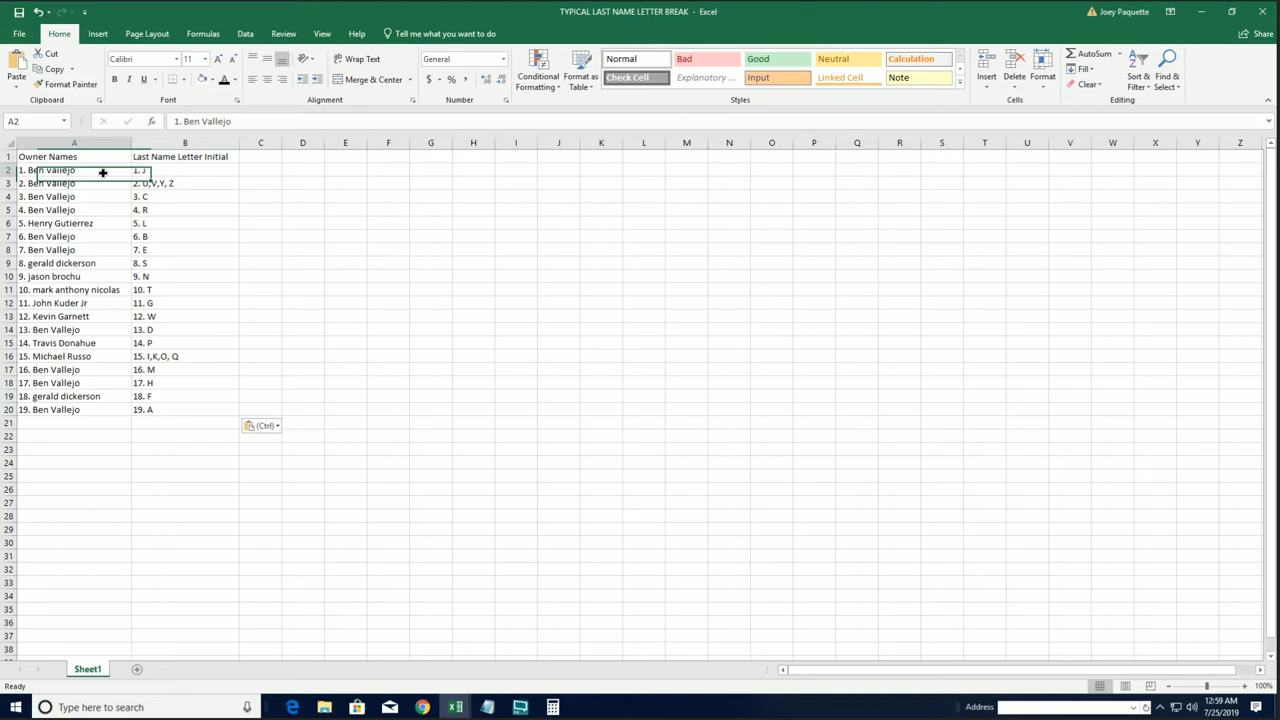 TYPICAL LAST NAME LETTER BREAK - Excel
Joey Paquette
File Home Insert Page Layout Formulas Data Review View Help Tell me what you want to do Share
Paste Cut Copy Format Painter Clipboard
Calibri 11 B I U A Font
Wrap Text Merge & Center Alignment
General $ % , Number
Conditional Formatting Format as Table
Normal Bad Good Neutral Calculation
Check Cell Explanatory ... Input Linked Cell Note
Styles
Insert Delete Format Cells
AutoSum Fill Clear Sort & Filter Find & Select Editing
A2 fx 1. Ben Vallejo
A B C D E F G H I J K L M N O P Q R S T U V W X Y Z
1 Owner Names Last Name Letter Initial
2 1. Ben Vallejo 1. J
3 2. Ben Vallejo 2. U,V,Y, Z
4 3. Ben Vallejo 3. C
5 4. Ben Vallejo 4. R
6 5. Henry Gutierrez 5. L
7 6. Ben Vallejo 6. B
8 7. Ben Vallejo 7. E
9 8. gerald dickerson 8. S
10 9. jason brochu 9. N
11 10. mark anthony nicolas 10. T
12 11. John Kuder Jr 11. G
13 12. Kevin Garnett 12. W
14 13. Ben Vallejo 13. D
15 14. Travis Donahue 14. P
16 15. Michael Russo 15. I,K,O, Q
17 16. Ben Vallejo 16. M
18 17. Ben Vallejo 17. H
19 18. gerald dickerson 18. F
20 19. Ben Vallejo 19. A
21 (Ctrl)
22
23
24
25
26
27
28
29
30
31
32
33
34
35
36
37
38
Sheet1
Ready 100%
Type here to search Address 12:59 AM
7/25/2019